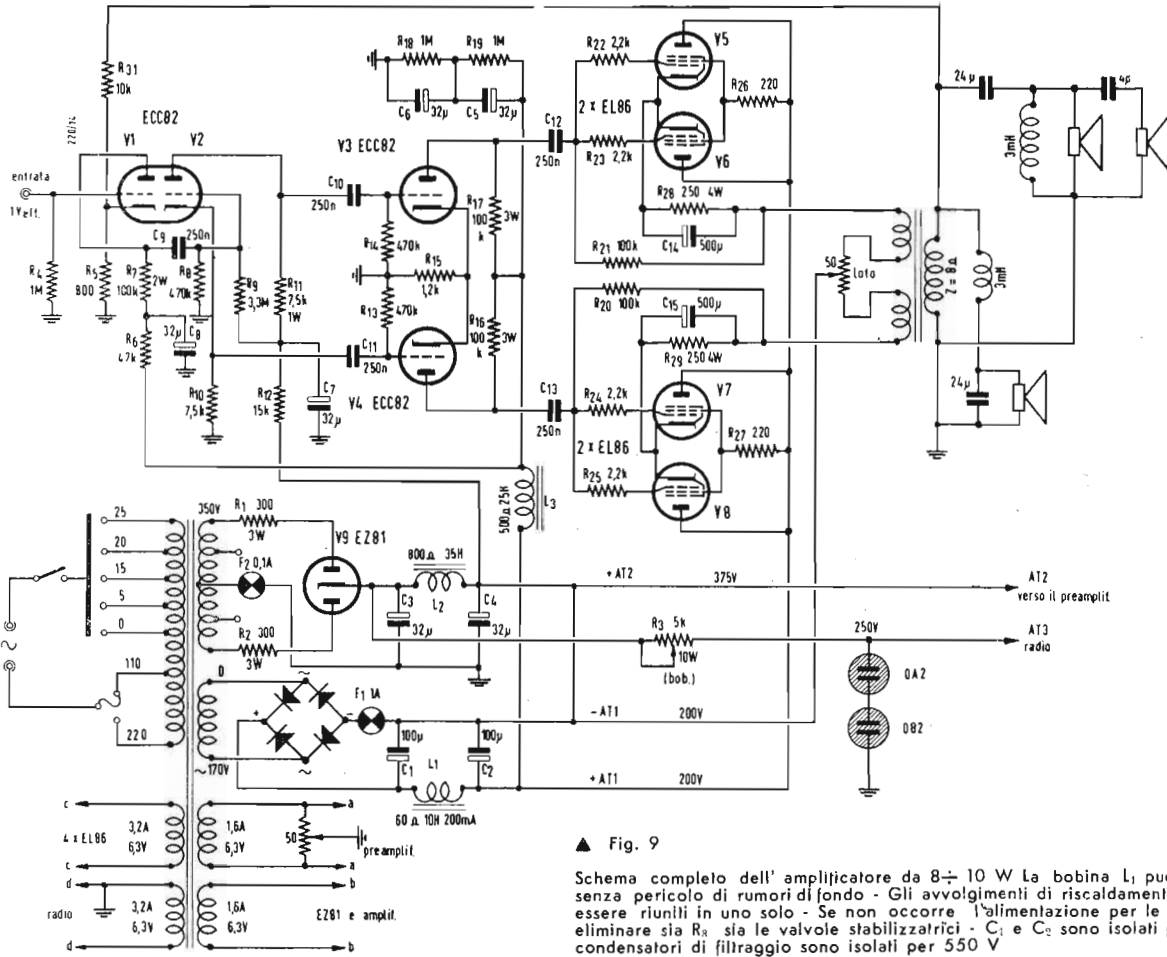 R31
10k
220/1c
ECC82
V1
V2
entrata
1Veff.
R4
1M
R5
800
R7
2W
100k
C9
250n
R8
470k
R9
3,3M
R11
7,5k
1W
R6
47k
32µ
C8
R10
7,5k
R12
15k
C7
32µ
R18 1M
R19 1M
C6
32µ
C5
32µ
C10
250n
V3 ECC82
R14
470k
R15
1,2k
R13
470k
R17
100
k
3W
R16
100
k
3W
C11
250n
V4 ECC82
C12
250n
C13
250n
R22 2,2k
V5
2 x EL86
R26 220
R23 2,2k
V6
R28 250 4W
C14 500µ
R21 100k
R20 100k
C15 500µ
R29 250 4W
R24 2,2k
V7
2 x EL86
R27 220
R25 2,2k
V8
50
Lato
Z = 8Ω
3mH
24µ
4µ
3mH
24µ
500Ω 25H
L3
25
20
15
5
0
110
220
350V
R1 300
3W
V9 EZ81
F2 0,1A
R2 300
3W
800Ω 35H
L2
C3
32µ
C4
32µ
+ AT2
375V
AT2
verso il preamplif.
R3 5k
10W
(bob.)
250V
AT3
radio
0A2
0B2
D
~
F1 1A
+
-
~
~170V
- AT1
200V
100µ
C1
100µ
C2
L1
60 Ω 10H 200mA
+ AT1
200V
c
4 x EL86
3,2A
6,3V
c
1,6A
6,3V
a
50
preamplif.
a
d
radio
3,2A
6,3V
d
1,6A
6,3V
b
EZ81 e amplif.
b
▲ Fig. 9
Schema completo dell' amplificatore da 8÷ 10 W La bobina L1 può
senza pericolo di rumori di fondo - Gli avvolgimenti di riscaldament
essere riuniti in uno solo - Se non occorre l'alimentazione per le
eliminare sia R8 sia le valvole stabilizzatrici - C1 e C2 sono isolati
condensatori di filtraggio sono isolati per 550 V